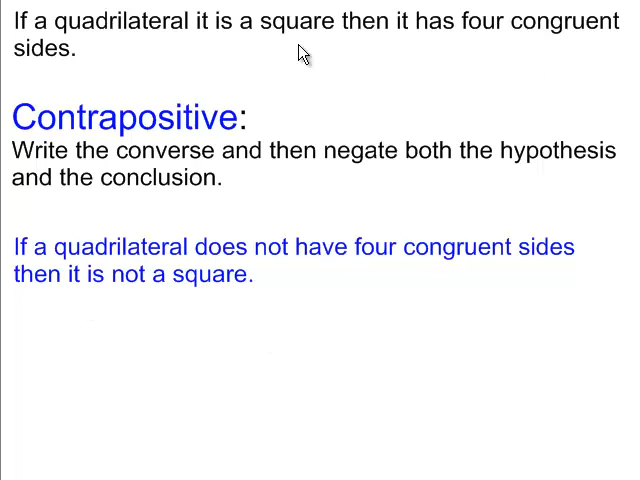 If a quadrilateral it is a square then it has four congruent
sides.
Contrapositive:
Write the converse and then negate both the hypothesis
and the conclusion.
If a quadrilateral does not have four congruent sides
then it is not a square.